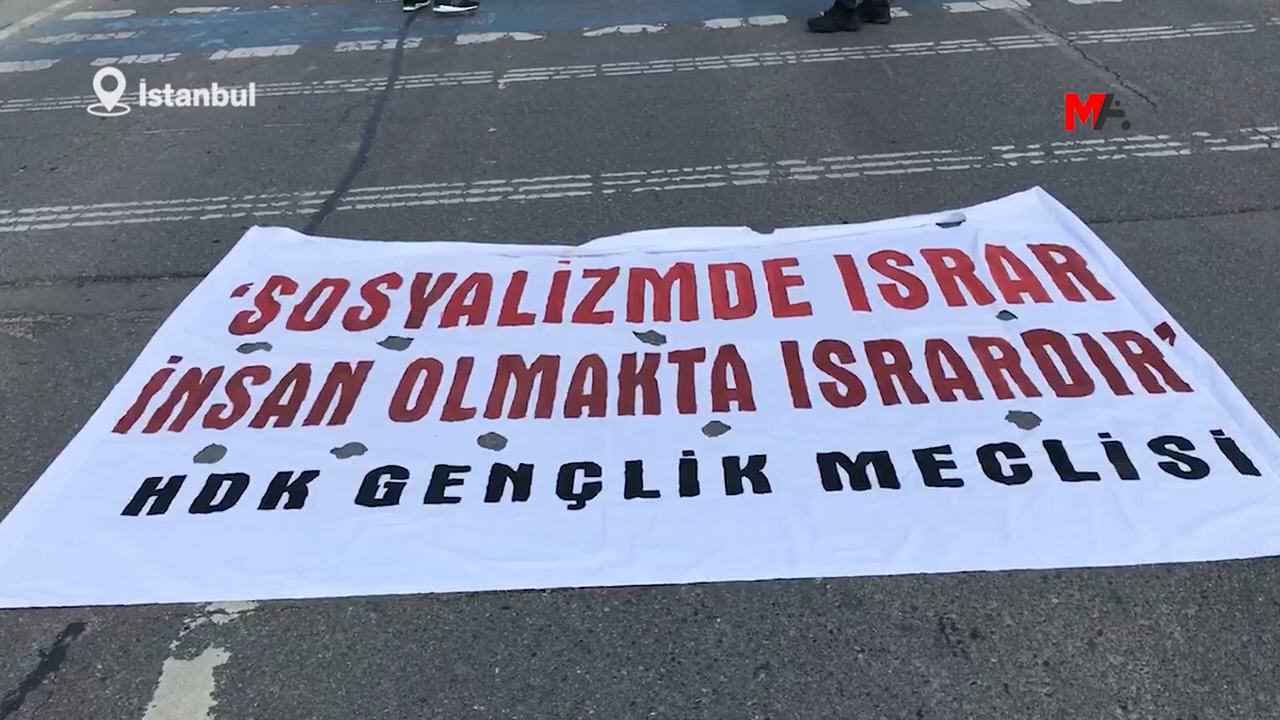 İstanbul
MA
'SOSYALİZMDE ISRAR
İNSAN OLMAKTA ISRARDIR'
HDK GENÇLİK MECLİSİ